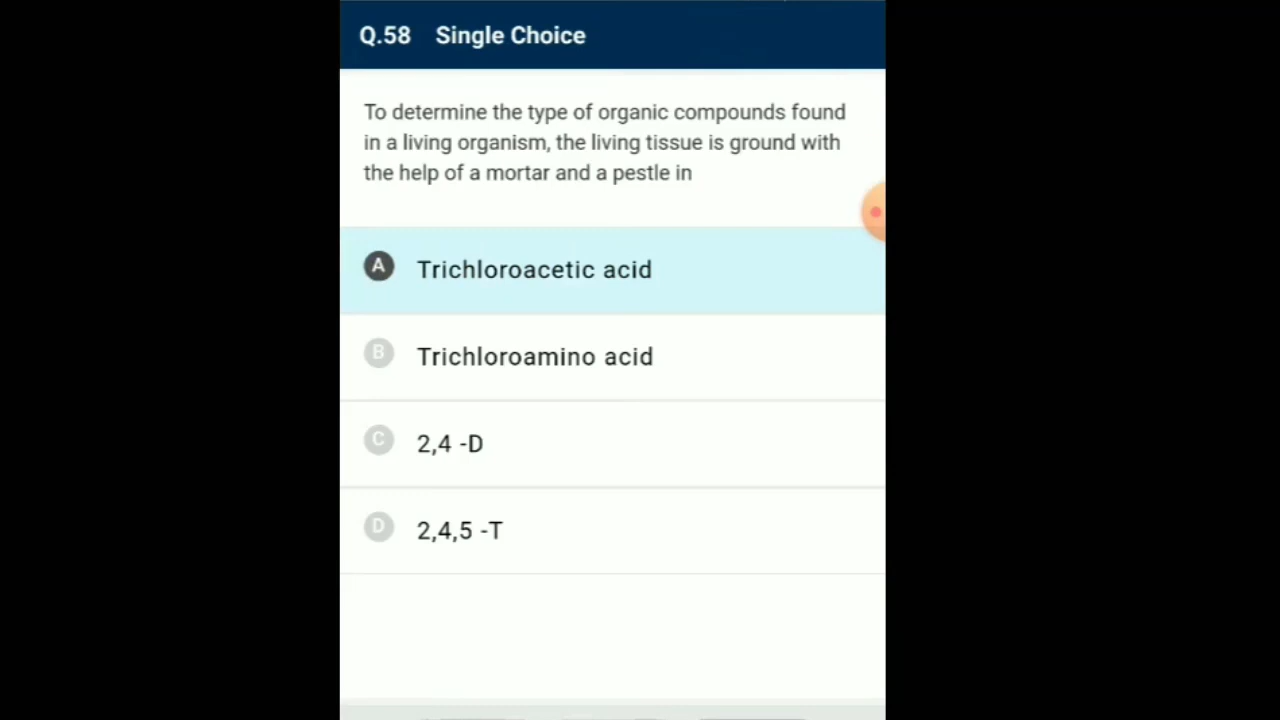 Q.58 Single Choice
To determine the type of organic compounds found
in a living organism, the living tissue is ground with
the help of a mortar and a pestle in
A Trichloroacetic acid
B Trichloroamino acid
C 2,4 -D
D 2,4,5 -T